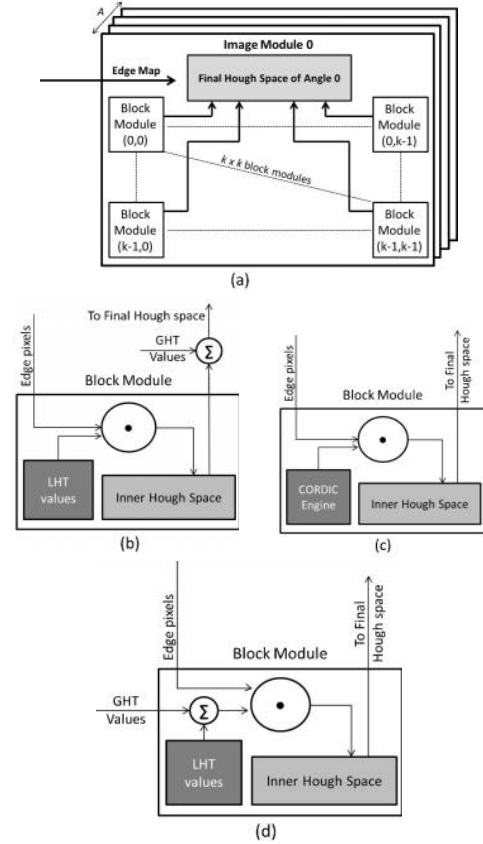 A
Image Module 0
Edge Map
Final Hough Space of Angle 0
Block
Module
(0,0)
Block
Module
(0,k-1)
k x k block modules
Block
Module
(k-1,0)
Block
Module
(k-1,k-1)
(a)
To Final Hough space
Edge pixels
GHT
Values
Σ
Block Module
LHT
values
Inner Hough Space
(b)
Edge pixels
To Final
Hough space
Block Module
CORDIC
Engine
Inner Hough Space
(c)
Edge pixels
To Final
Hough space
Block Module
GHT
Values
Σ
LHT
values
Inner Hough Space
(d)